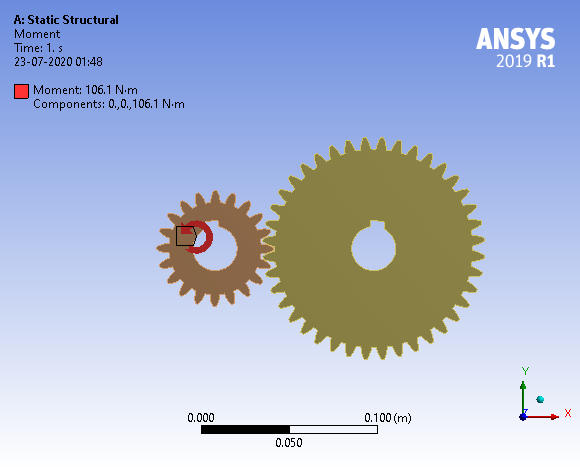 A: Static Structural
Moment
Time: 1. s
23-07-2020 01:48
Moment: 106.1 N·m
Components: 0.,0.,106.1 N·m
ANSYS
2019 R1
0.000
0.100 (m)
0.050
Y
Z
X